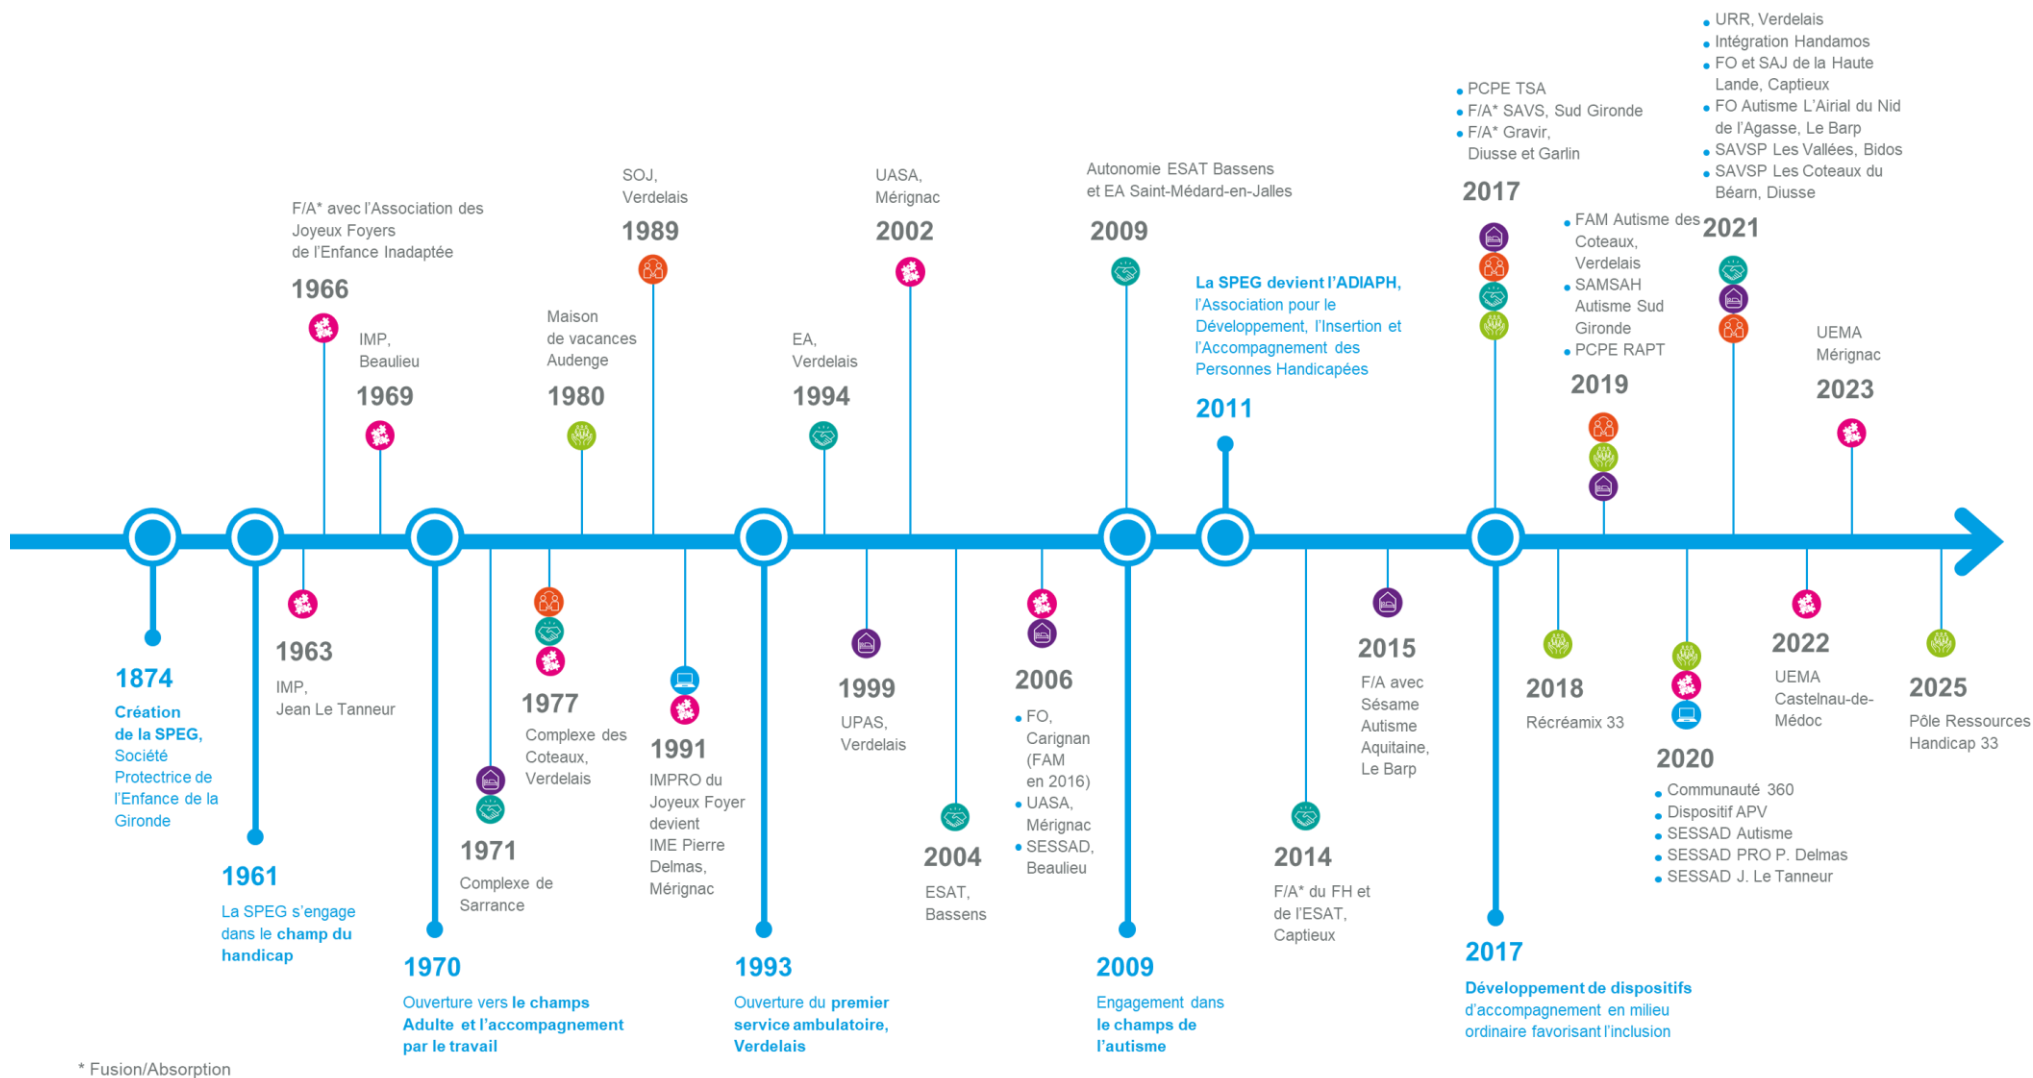 1874
Création
de la SPEG,
Société
Protectrice de
l'Enfance de la
Gironde
1961
La SPEG s'engage
dans le champ du
handicap
1963
IMP,
Jean Le Tanneur
F/A* avec l'Association des
Joyeux Foyers
de l'Enfance Inadaptée
1966
IMP,
Beaulieu
1969
1970
Ouverture vers le champs
Adulte et l'accompagnement
par le travail
1971
Complexe de
Sarrance
1977
Complexe des
Coteaux,
Verdelais
Maison
de vacances
Audenge
1980
SOJ,
Verdelais
1989
1991
IMPRO du
Joyeux Foyer
devient
IME Pierre
Delmas,
Mérignac
1993
Ouverture du premier
service ambulatoire,
Verdelais
EA,
Verdelais
1994
1999
UPAS,
Verdelais
UASA,
Mérignac
2002
2004
ESAT,
Bassens
2006
• FO,
Carignan
(FAM
en 2016)
• UASA,
Mérignac
• SESSAD,
Beaulieu
Autonomie ESAT Bassens
et EA Saint-Médard-en-Jalles
2009
2009
Engagement dans
le champs de
l'autisme
La SPEG devient l'ADIAPH,
l'Association pour le
Développement, l'Insertion et
l'Accompagnement des
Personnes Handicapées
2011
2014
F/A* du FH et
de l'ESAT,
Captieux
2015
F/A avec
Sésame
Autisme
Aquitaine,
Le Barp
• PCPE TSA
• F/A* SAVS, Sud Gironde
• F/A* Gravir,
Diusse et Garlin
2017
2017
Développement de dispositifs
d'accompagnement en milieu
ordinaire favorisant l'inclusion
2018
Récréamix 33
• FAM Autisme des
Coteaux,
Verdelais
• SAMSAH
Autisme Sud
Gironde
• PCPE RAPT
2019
2020
• Communauté 360
• Dispositif APV
• SESSAD Autisme
• SESSAD PRO P. Delmas
• SESSAD J. Le Tanneur
• URR, Verdelais
• Intégration Handamos
• FO et SAJ de la Haute
Lande, Captieux
• FO Autisme L'Airial du Nid
de l'Agasse, Le Barp
• SAVSP Les Vallées, Bidos
• SAVSP Les Coteaux du
Béarn, Diusse
2021
2022
UEMA
Castelnau-de-
Médoc
UEMA
Mérignac
2023
2025
Pôle Ressources
Handicap 33
* Fusion/Absorption